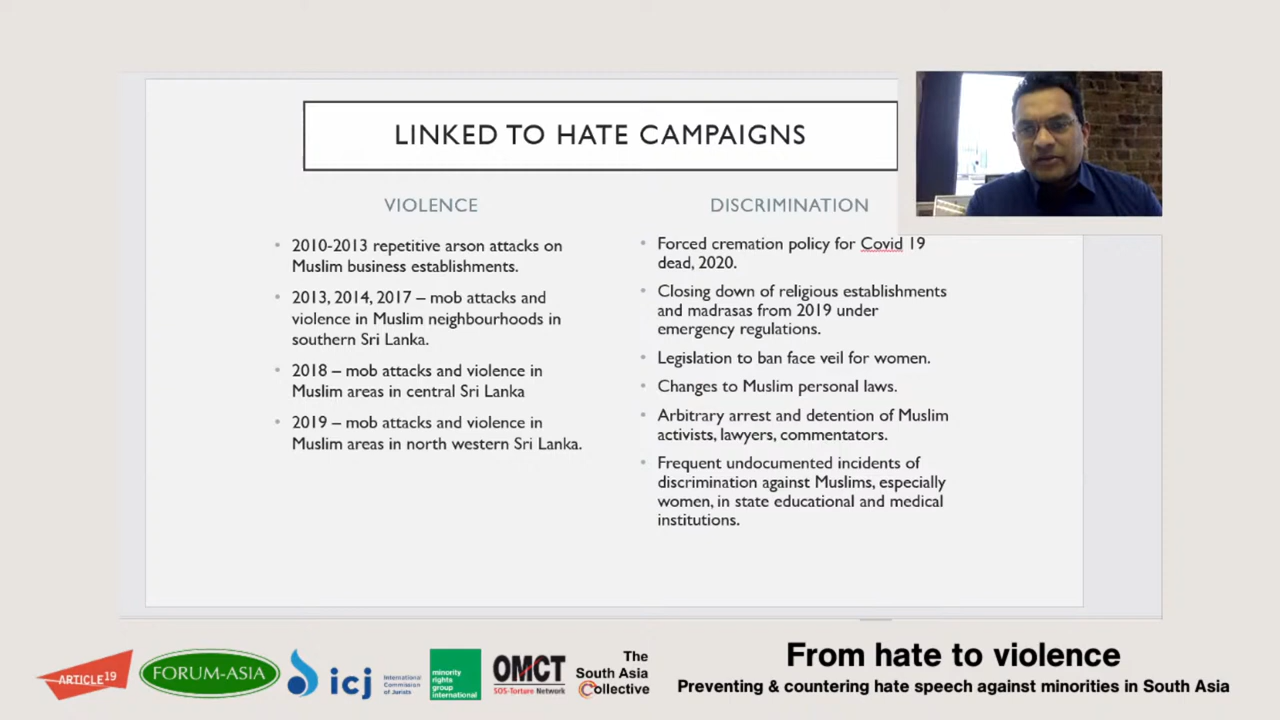 LINKED TO HATE CAMPAIGNS
VIOLENCE
2010-2013 repetitive arson attacks on
Muslim business establishments.
2013, 2014, 2017 – mob attacks and
violence in Muslim neighbourhoods in
southern Sri Lanka.
2018 – mob attacks and violence in
Muslim areas in central Sri Lanka
2019 – mob attacks and violence in
Muslim areas in north western Sri Lanka.
DISCRIMINATION
Forced cremation policy for Covid 19
dead, 2020.
Closing down of religious establishments
and madrasas from 2019 under
emergency regulations.
Legislation to ban face veil for women.
Changes to Muslim personal laws.
Arbitrary arrest and detention of Muslim
activists, lawyers, commentators.
Frequent undocumented incidents of
discrimination against Muslims, especially
women, in state educational and medical
institutions.
ARTICLE 19
FORUM-ASIA
icj
International
Commission
of Jurists
minority
rights
group
international
OMCT
SOS-Torture Network
The
South Asia
Collective
From hate to violence
Preventing & countering hate speech against minorities in South Asia